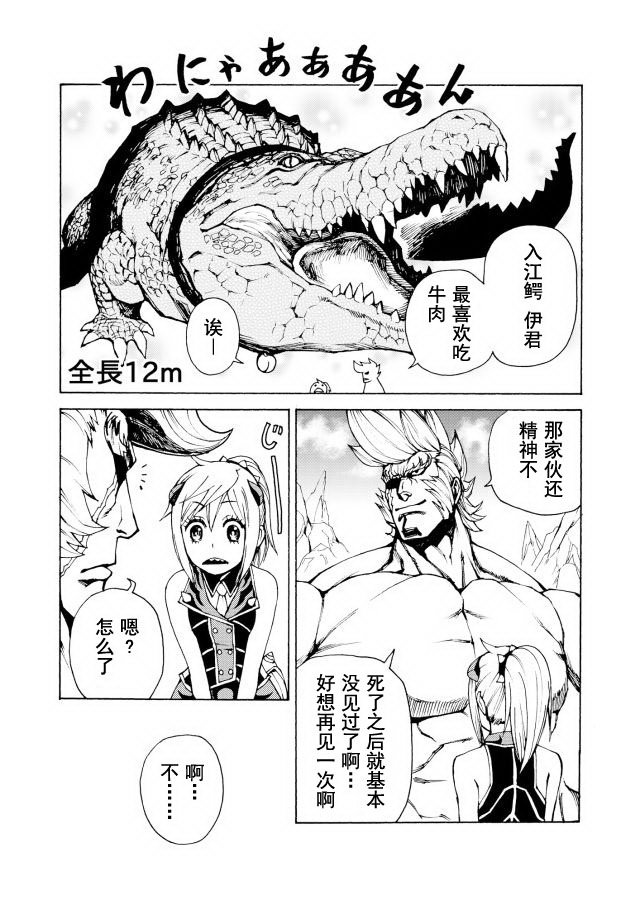 わにゃあぁぁあん
入江鳄 伊君
最喜欢吃
牛肉
诶—
全長12m
那家伙还
精神不
死了之后就基本
没见过了啊…
好想再见一次啊
じー
嗯?
怎么了
啊…
不……